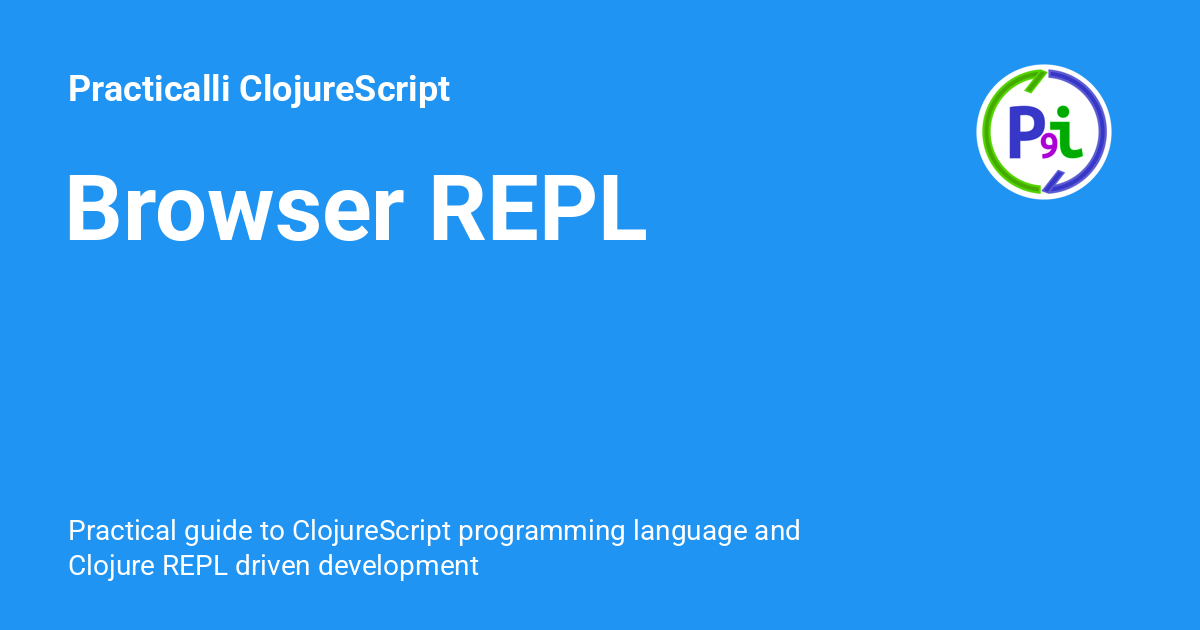 Practicalli ClojureScript
P9i
Browser REPL
Practical guide to ClojureScript programming language and
Clojure REPL driven development